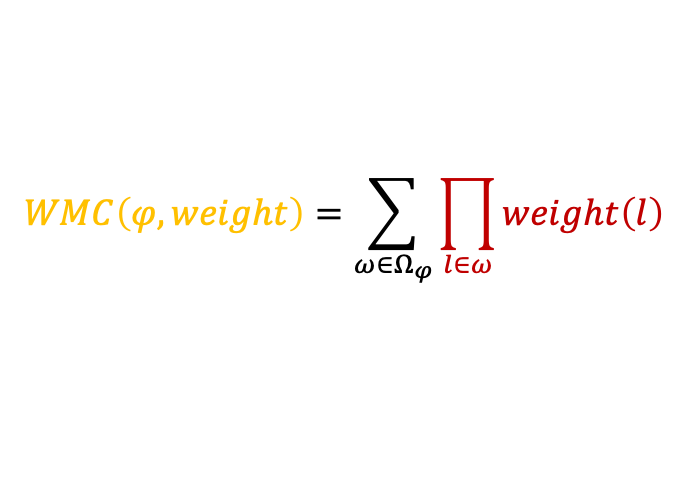 WMC(φ, weight) = ∑_{ω∈Ω_φ} ∏_{l∈ω} weight(l)